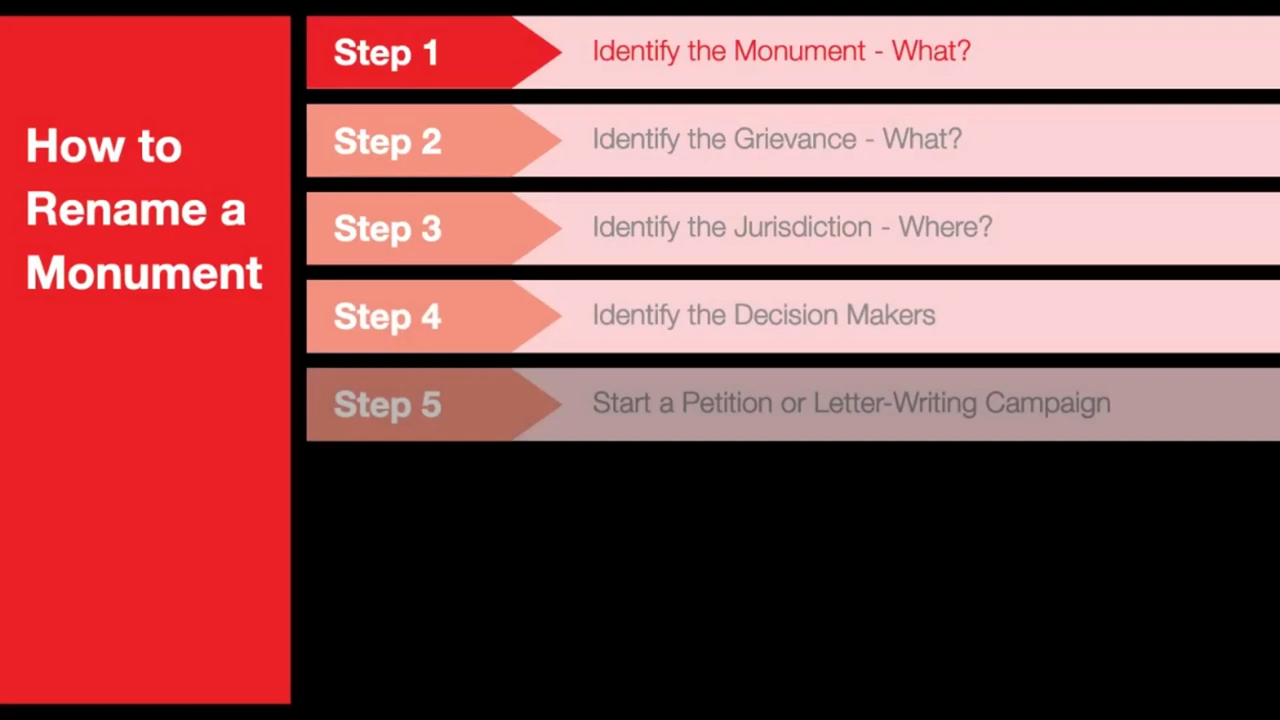 How to
Rename a
Monument
Step 1 Identify the Monument - What?
Step 2 Identify the Grievance - What?
Step 3 Identify the Jurisdiction - Where?
Step 4 Identify the Decision Makers
Step 5 Start a Petition or Letter-Writing Campaign